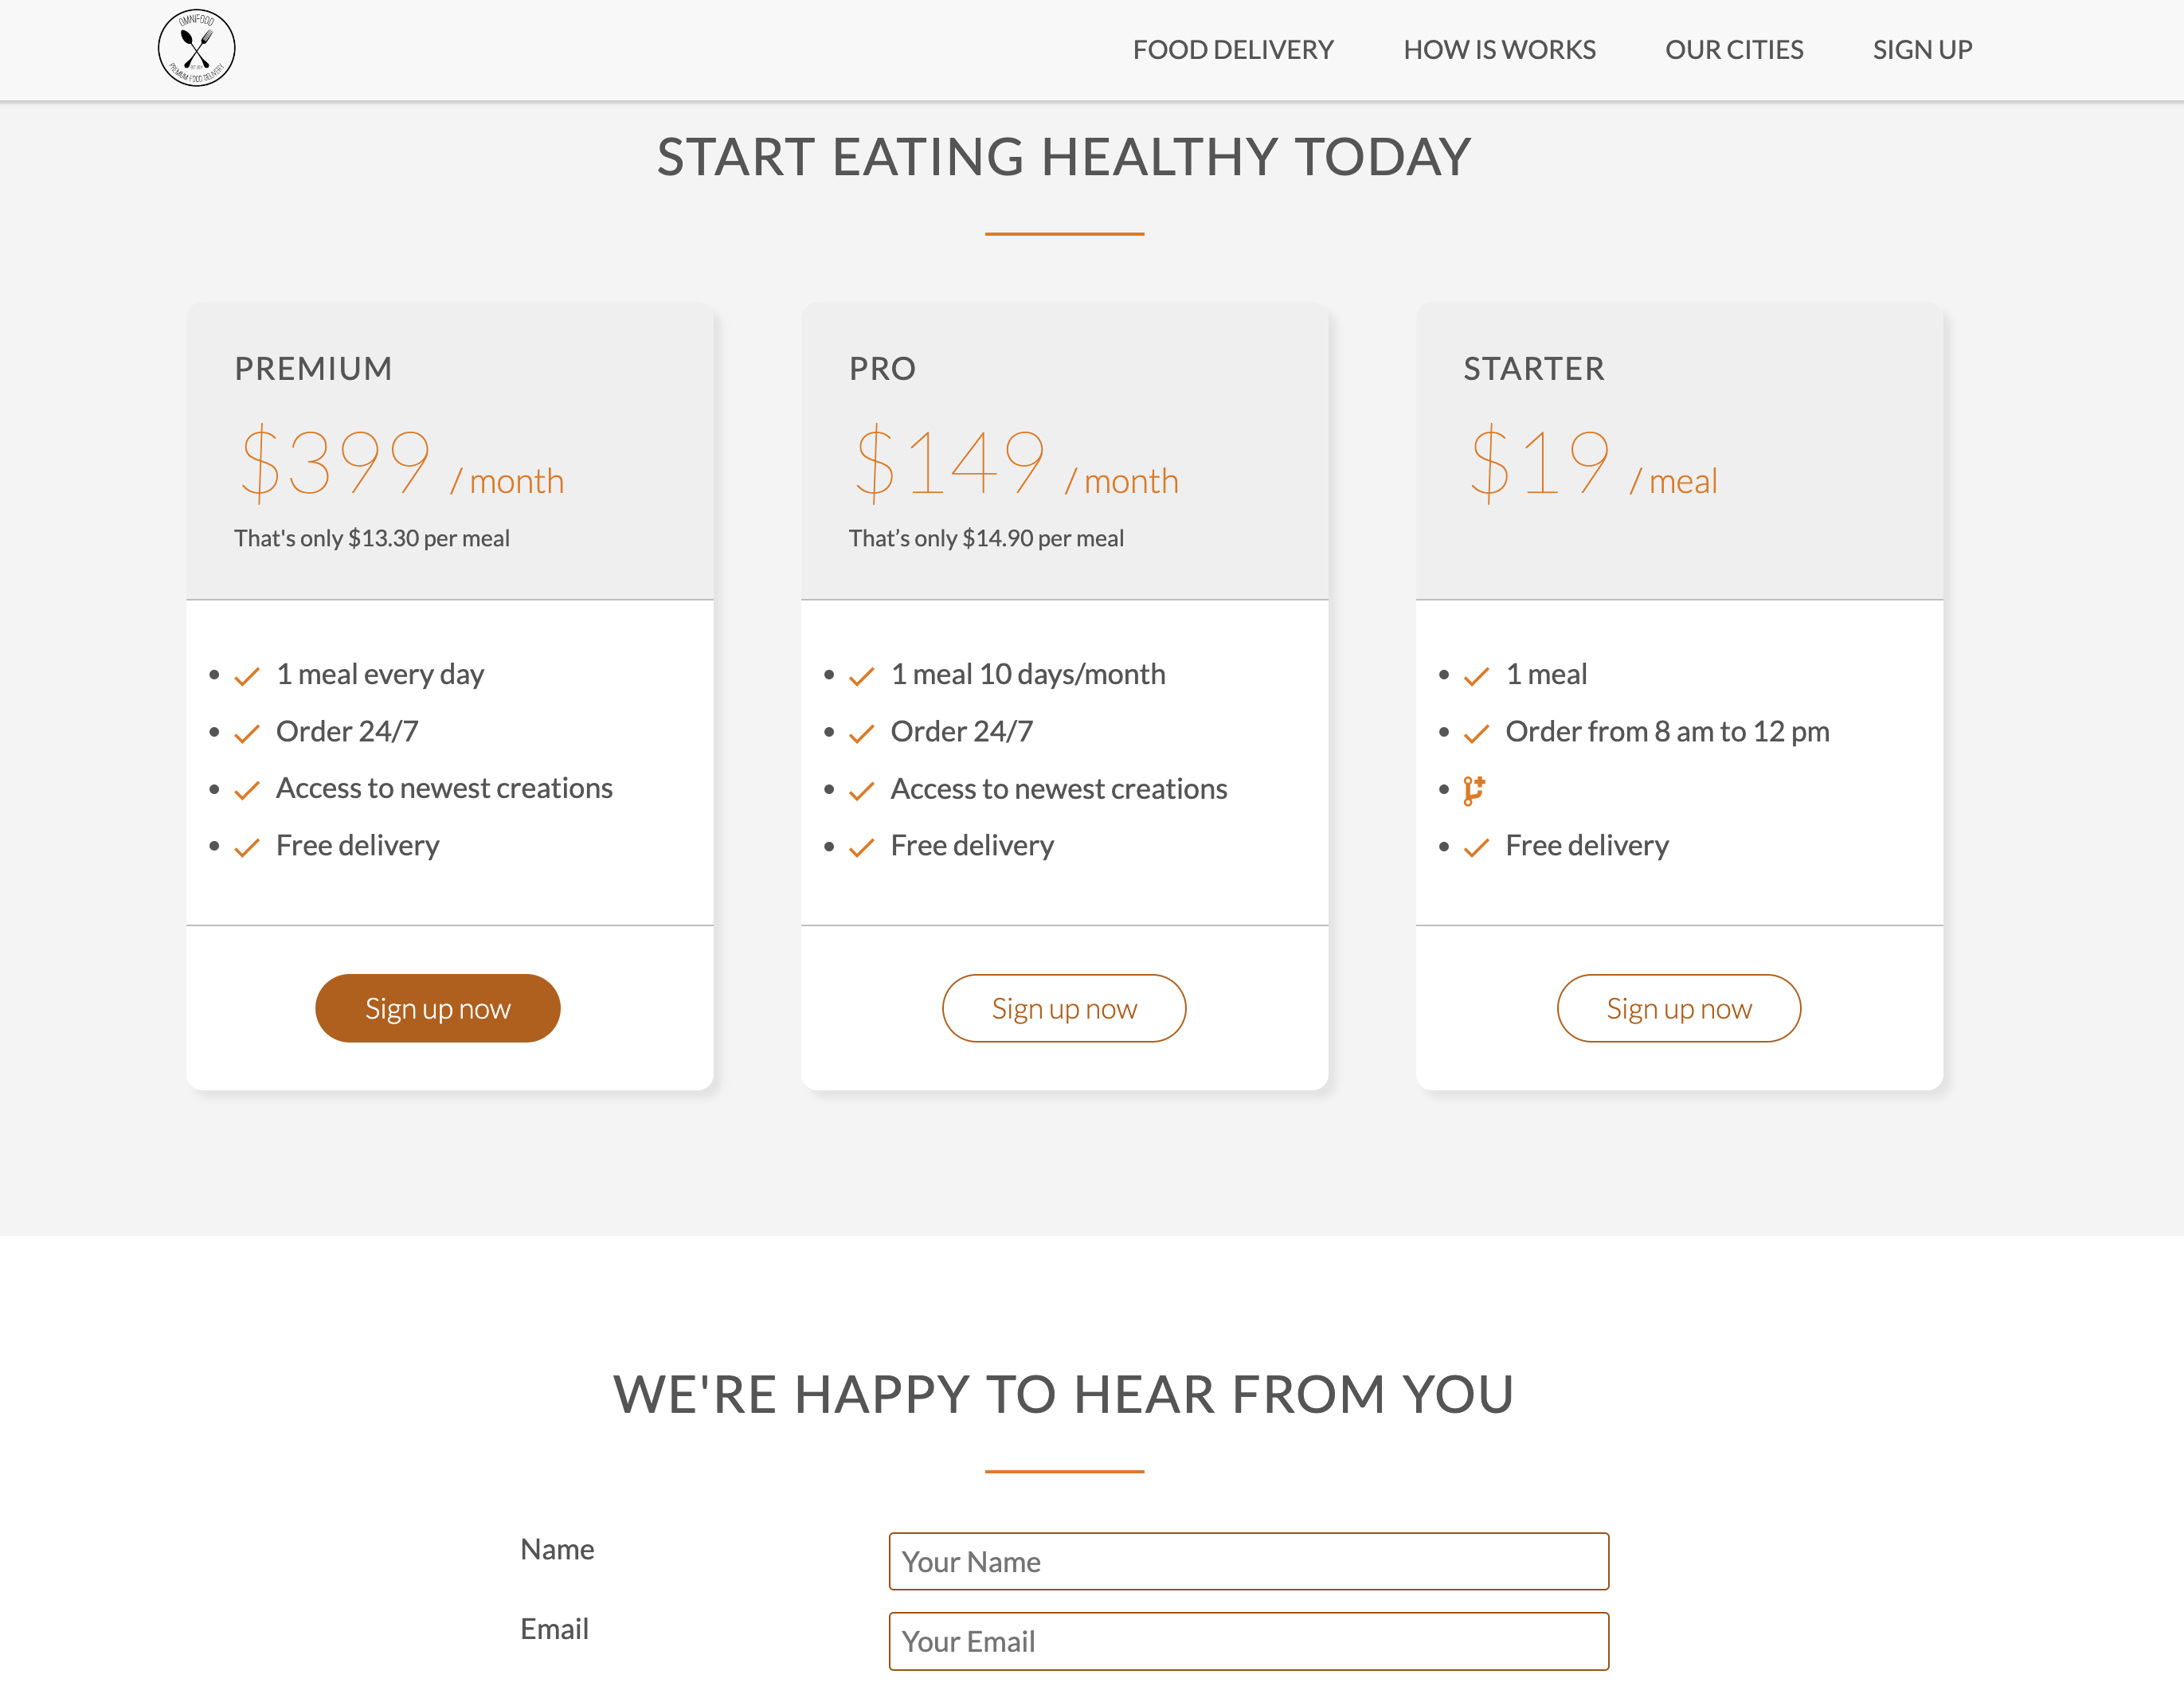 OMNIFOOD
PREMIUM FOOD DELIVERY
FOOD DELIVERY
HOW IS WORKS
OUR CITIES
SIGN UP
START EATING HEALTHY TODAY
PREMIUM
$399 / month
That's only $13.30 per meal
1 meal every day
Order 24/7
Access to newest creations
Free delivery
Sign up now
PRO
$149 / month
That’s only $14.90 per meal
1 meal 10 days/month
Order 24/7
Access to newest creations
Free delivery
Sign up now
STARTER
$19 / meal
1 meal
Order from 8 am to 12 pm
Free delivery
Sign up now
WE'RE HAPPY TO HEAR FROM YOU
Name
Your Name
Email
Your Email